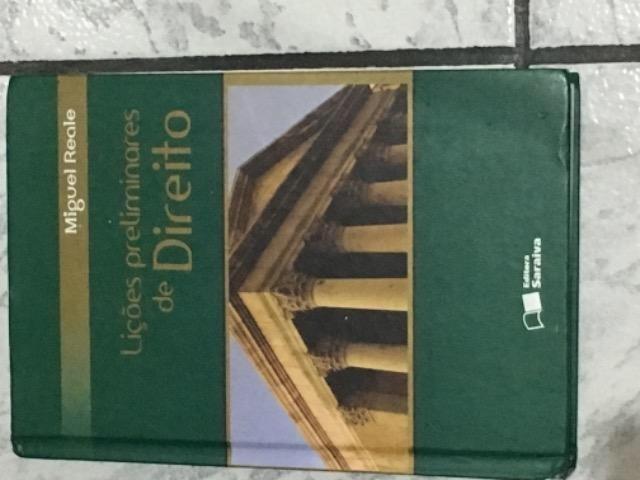 Miguel Reale
Lições preliminares
de Direito
Editora
Saraiva